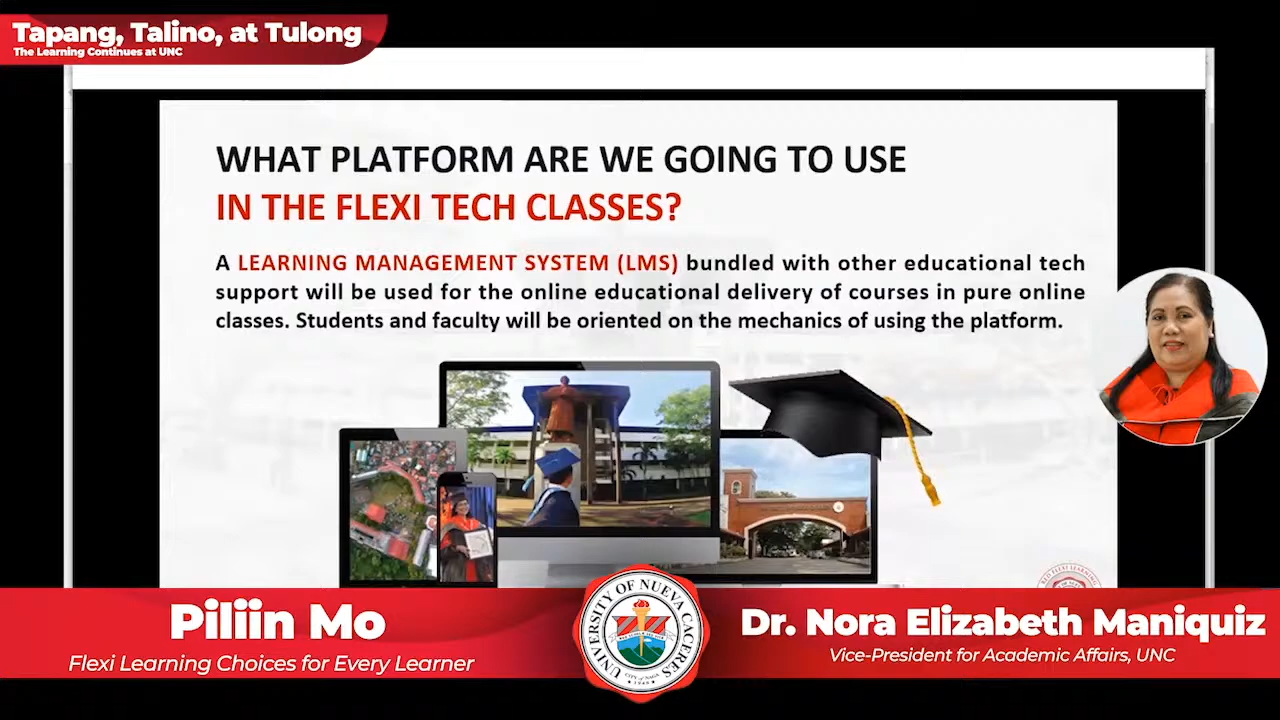 Tapang, Talino, at Tulong
The Learning Continues at UNC
WHAT PLATFORM ARE WE GOING TO USE
IN THE FLEXI TECH CLASSES?
A LEARNING MANAGEMENT SYSTEM (LMS) bundled with other educational tech
support will be used for the online educational delivery of courses in pure online
classes. Students and faculty will be oriented on the mechanics of using the platform.
Piliin Mo
Flexi Learning Choices for Every Learner
UNIVERSITY OF NUEVA CACERES
CITY of NAGA
1948
Dr. Nora Elizabeth Maniquiz
Vice-President for Academic Affairs, UNC